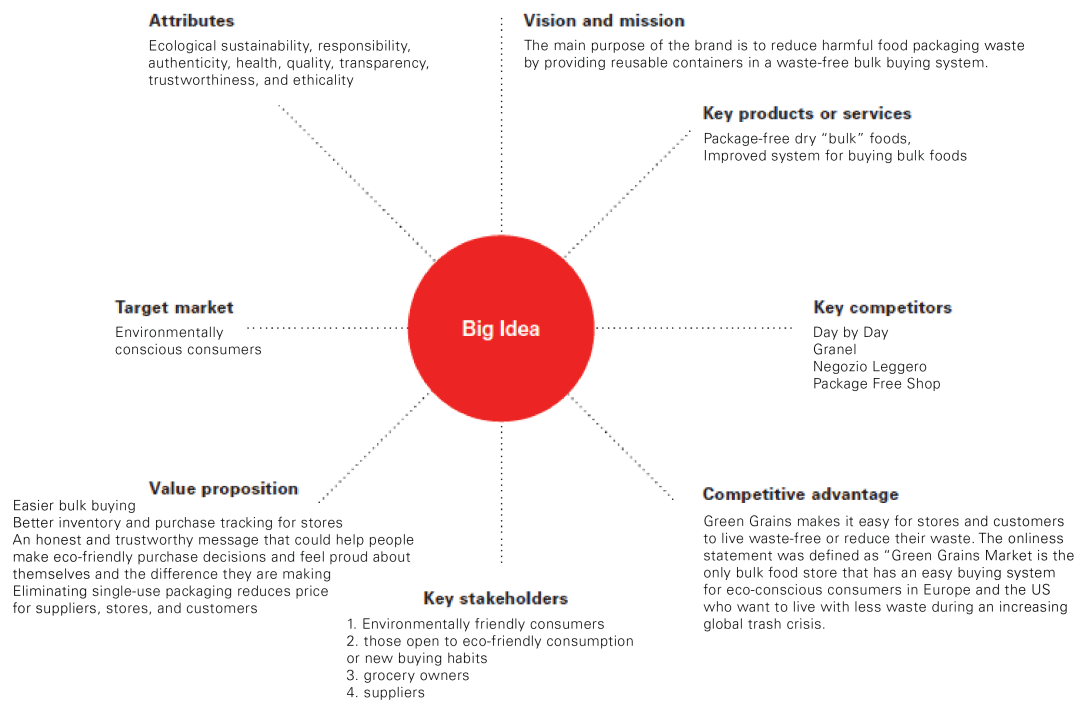 Attributes
Ecological sustainability, responsibility,
authenticity, health, quality, transparency,
trustworthiness, and ethicality
Vision and mission
The main purpose of the brand is to reduce harmful food packaging waste
by providing reusable containers in a waste-free bulk buying system.
Key products or services
Package-free dry “bulk” foods,
Improved system for buying bulk foods
Target market
Environmentally
conscious consumers
Big Idea
Key competitors
Day by Day
Granel
Negozio Leggero
Package Free Shop
Value proposition
Easier bulk buying
Better inventory and purchase tracking for stores
An honest and trustworthy message that could help people
make eco-friendly purchase decisions and feel proud about
themselves and the difference they are making
Eliminating single-use packaging reduces price
for suppliers, stores, and customers
Key stakeholders
1. Environmentally friendly consumers
2. those open to eco-friendly consumption
or new buying habits
3. grocery owners
4. suppliers
Competitive advantage
Green Grains makes it easy for stores and customers
to live waste-free or reduce their waste. The onliness
statement was defined as “Green Grains Market is the
only bulk food store that has an easy buying system
for eco-conscious consumers in Europe and the US
who want to live with less waste during an increasing
global trash crisis.